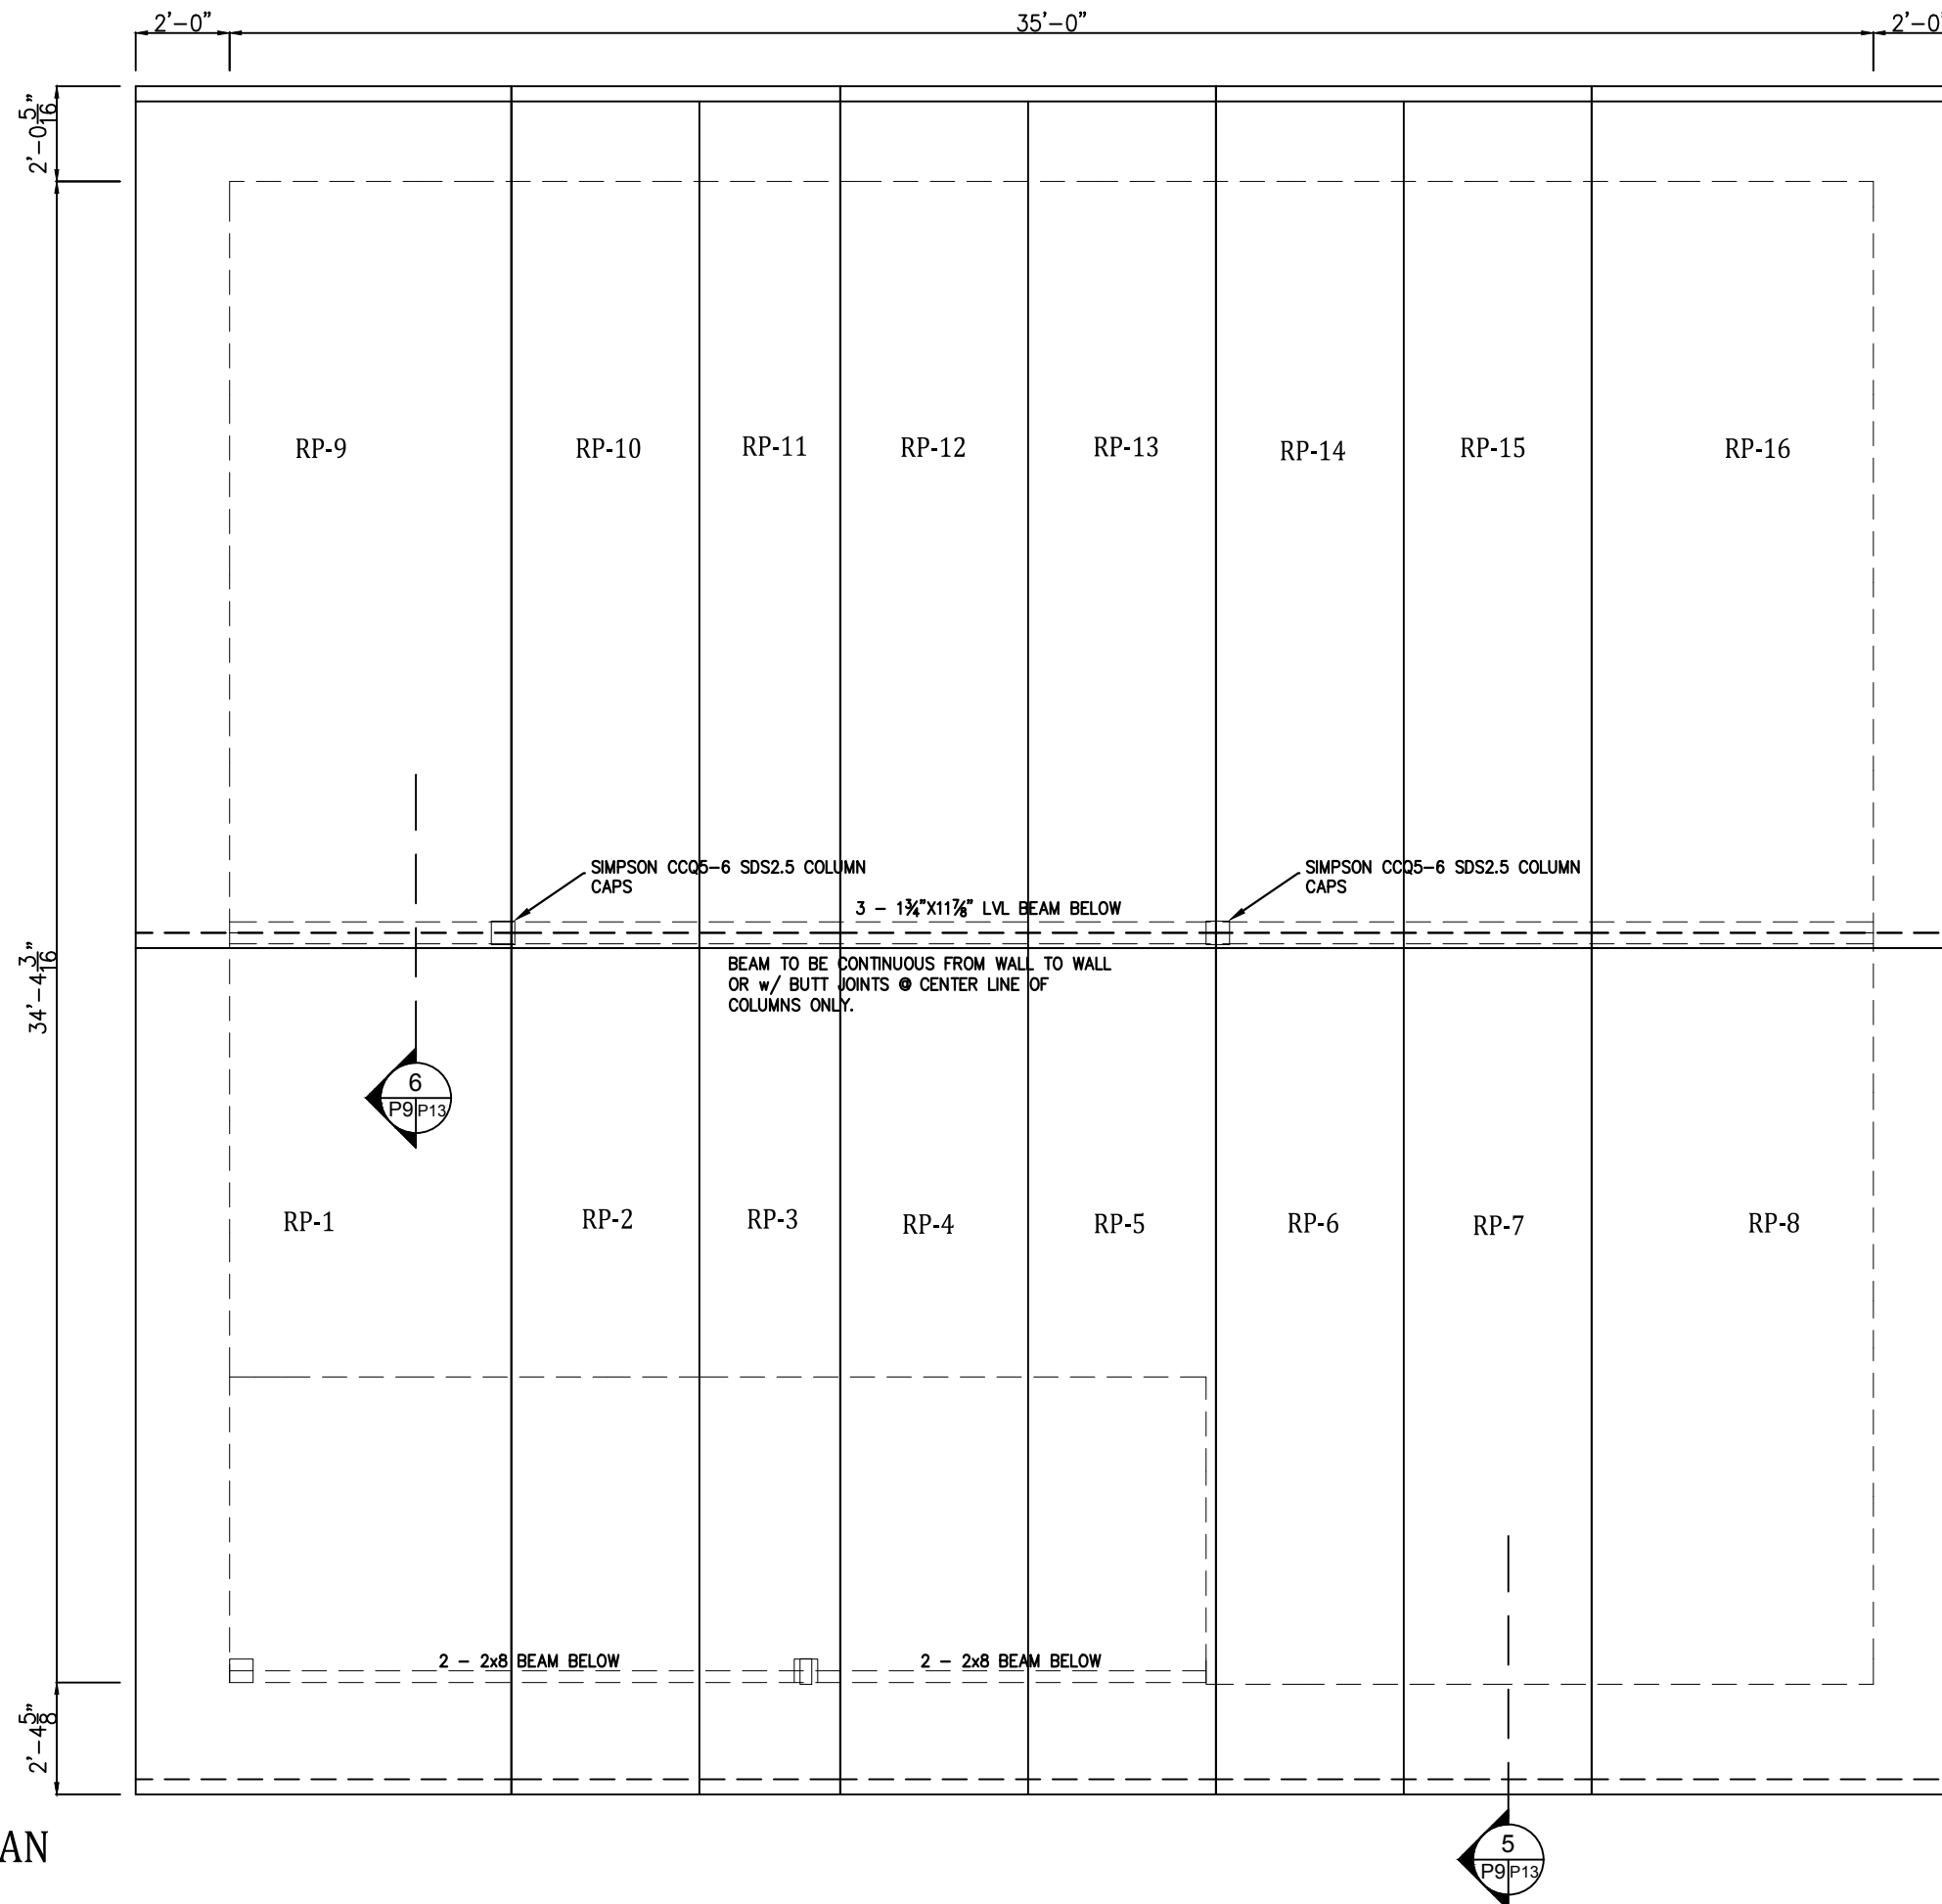 2'-0" 35'-0" 2'-0"
2'-0 5/16"
RP-9 RP-10 RP-11 RP-12 RP-13 RP-14 RP-15 RP-16
SIMPSON CCQ5-6 SDS2.5 COLUMN
CAPS
SIMPSON CCQ5-6 SDS2.5 COLUMN
CAPS
3 - 1¾"X11⅞" LVL BEAM BELOW
BEAM TO BE CONTINUOUS FROM WALL TO WALL
OR w/ BUTT JOINTS @ CENTER LINE OF
COLUMNS ONLY.
34'-4 3/16"
6
P9 P13
RP-1 RP-2 RP-3 RP-4 RP-5 RP-6 RP-7 RP-8
2 - 2x8 BEAM BELOW 2 - 2x8 BEAM BELOW
2'-4 5/8"
AN
5
P9 P13